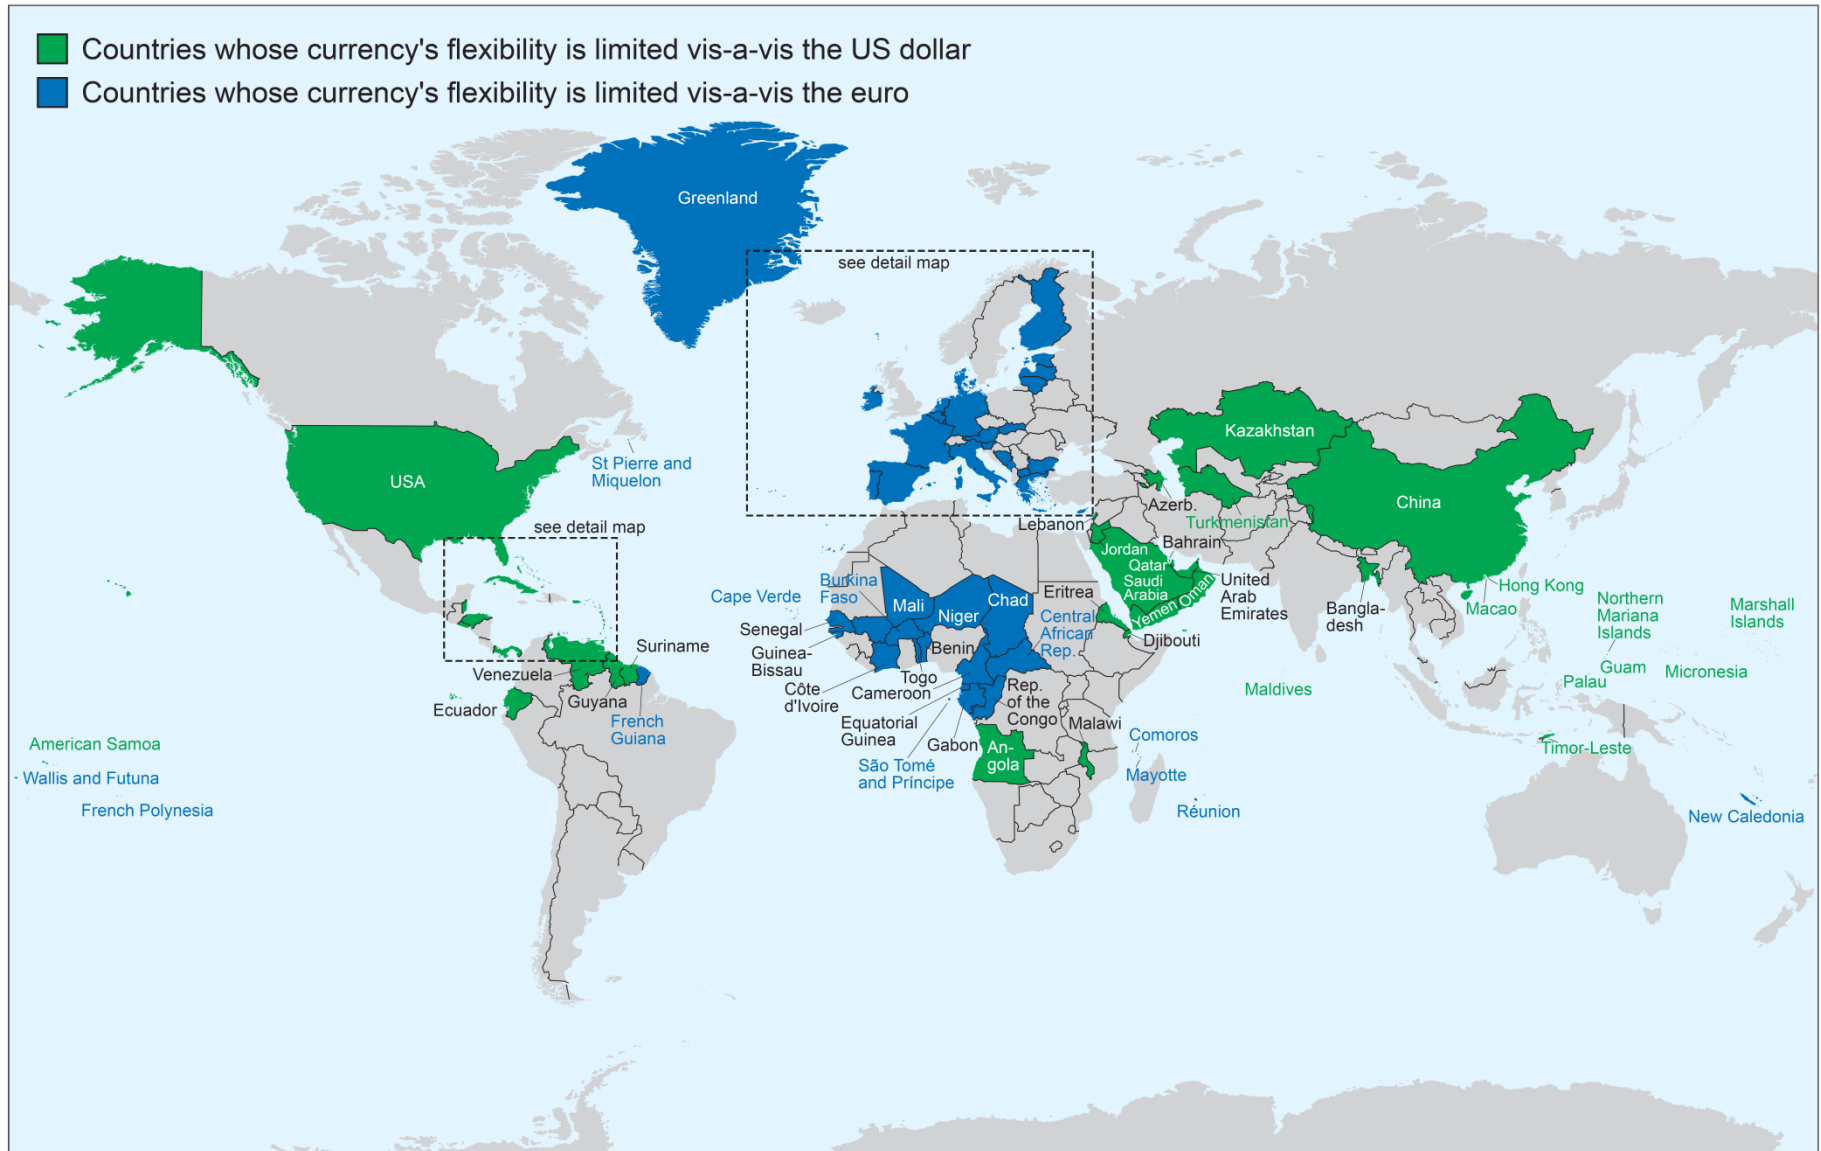 Countries whose currency's flexibility is limited vis-a-vis the US dollar
Countries whose currency's flexibility is limited vis-a-vis the euro
Greenland
see detail map
USA
St Pierre and
Miquelon
see detail map
Kazakhstan
China
Azerb.
Turkmenistan
Lebanon
Bahrain
Jordan
Qatar
Saudi
Arabia
Yemen
Oman
United
Arab
Emirates
Hong Kong
Macao
Bangla-
desh
Northern
Mariana
Islands
Marshall
Islands
Guam
Palau
Micronesia
Maldives
Timor-Leste
Cape Verde
Burkina
Faso
Mali
Niger
Chad
Eritrea
Central
African
Rep.
Djibouti
Senegal
Guinea-
Bissau
Côte
d'Ivoire
Benin
Togo
Cameroon
Equatorial
Guinea
Gabon
São Tomé
and Príncipe
Rep.
of the
Congo
An-
gola
Malawi
Comoros
Mayotte
Réunion
Suriname
Venezuela
Guyana
Ecuador
French
Guiana
American Samoa
Wallis and Futuna
French Polynesia
New Caledonia